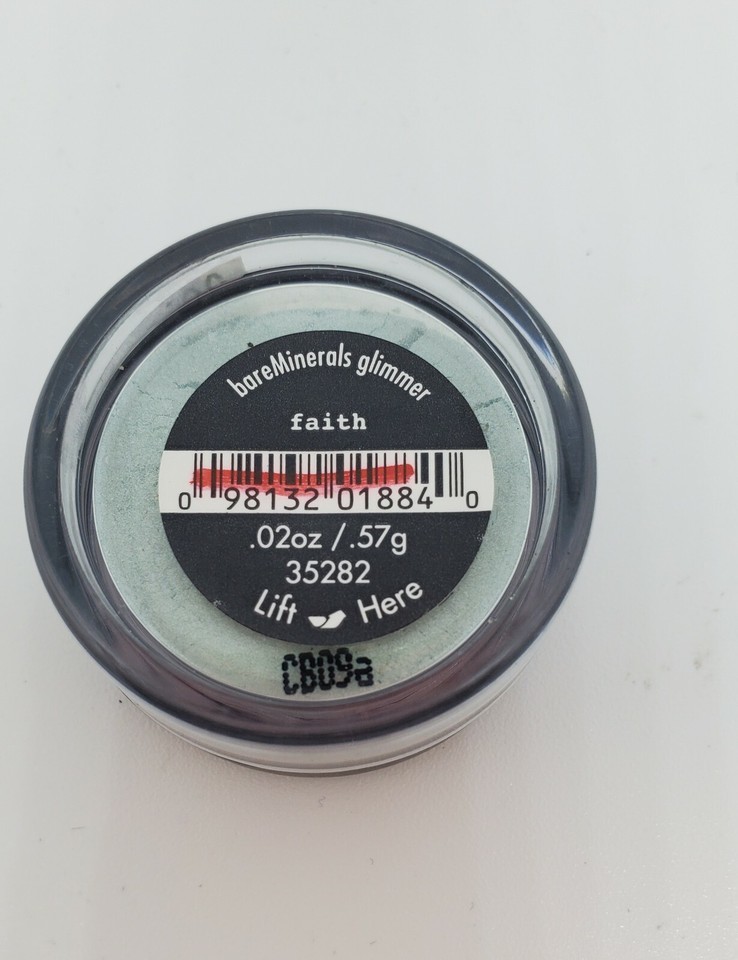 bareMinerals glimmer
faith
0 98132 01884 0
.02oz / .57g
35282
Lift Here
CB09a